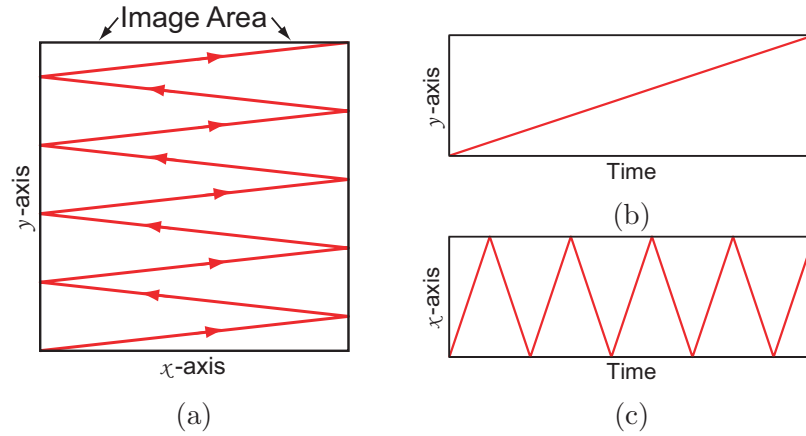 Image Area
y-axis
x-axis
(a)
y-axis
Time
(b)
x-axis
Time
(c)